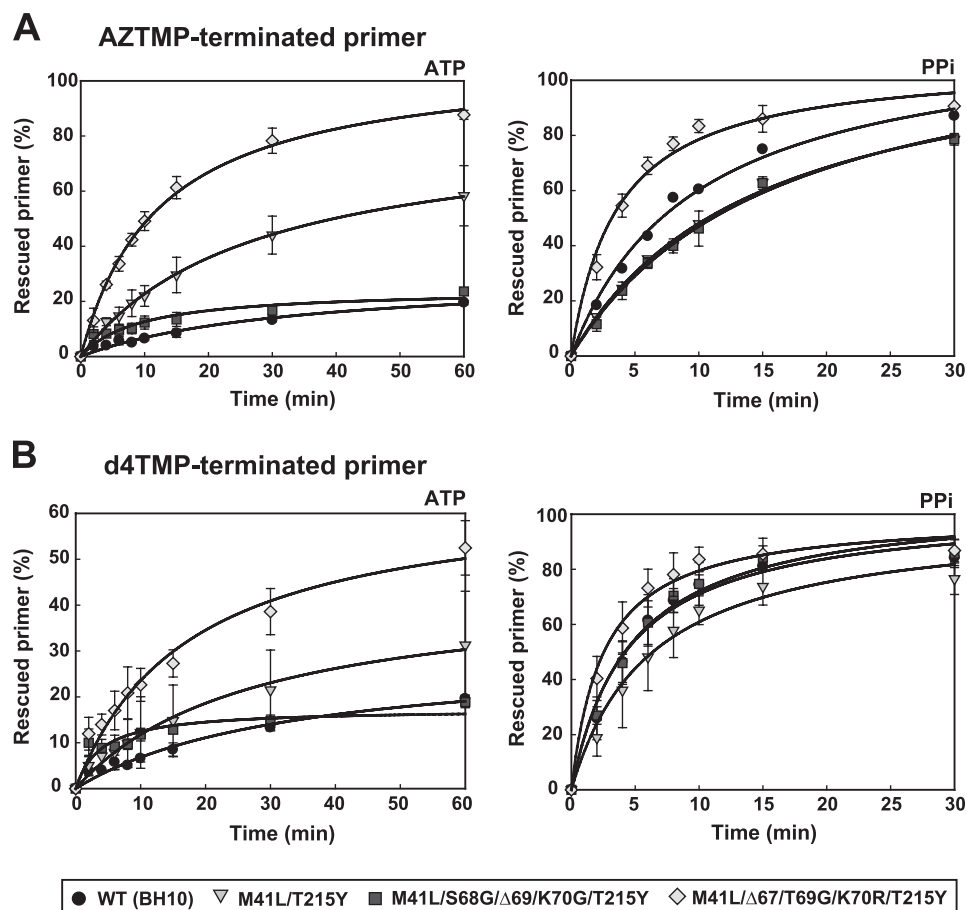 A AZTMP-terminated primer
ATP
Rescued primer (%)
100
80
60
40
20
0
0 10 20 30 40 50 60
Time (min)
PPi
Rescued primer (%)
100
80
60
40
20
0
0 5 10 15 20 25 30
Time (min)
B d4TMP-terminated primer
ATP
Rescued primer (%)
60
50
40
30
20
10
0
0 10 20 30 40 50 60
Time (min)
PPi
Rescued primer (%)
100
80
60
40
20
0
0 5 10 15 20 25 30
Time (min)
WT (BH10) M41L/T215Y M41L/S68G/Δ69/K70G/T215Y M41L/Δ67/T69G/K70R/T215Y